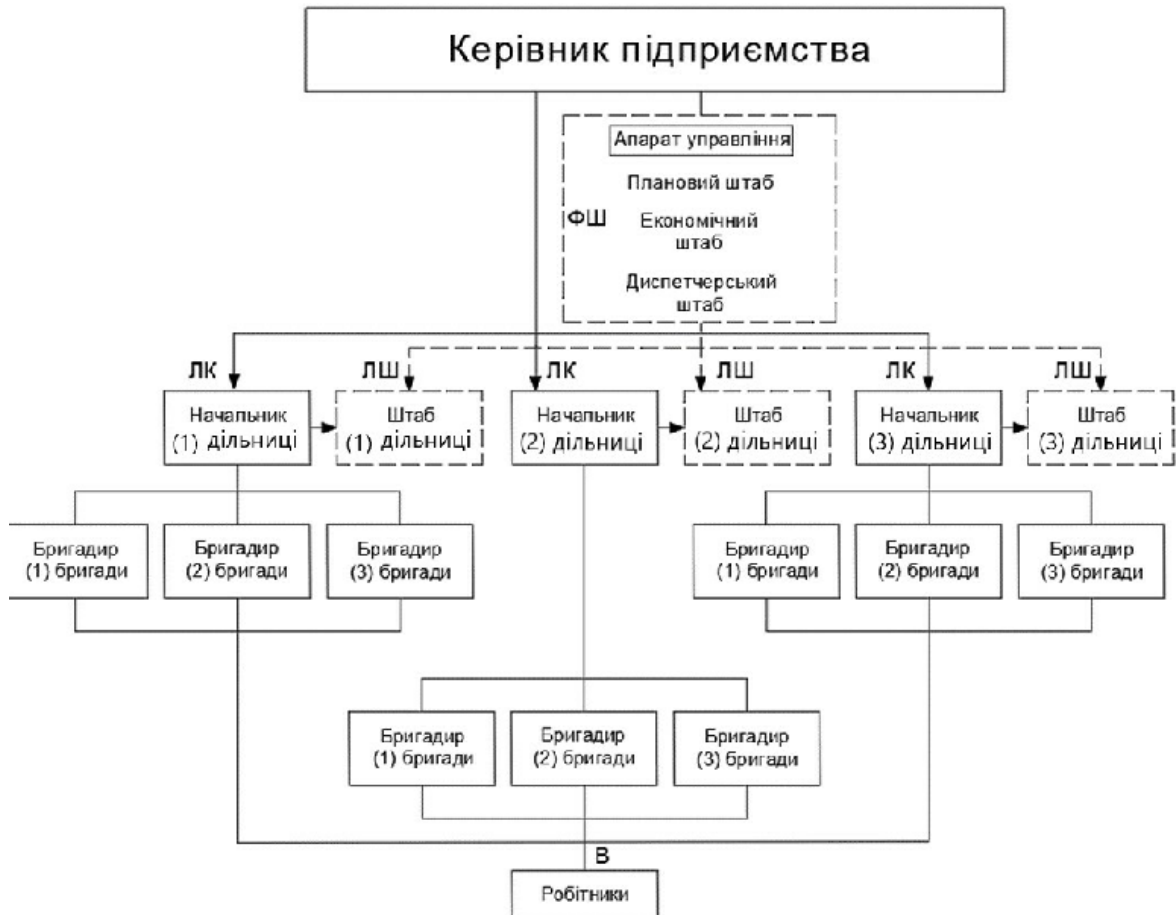 Керівник підприємства
Апарат управління
Плановий штаб
ФШ
Економічний
штаб
Диспетчерський
штаб
ЛК
ЛШ
ЛК
ЛШ
ЛК
ЛШ
Начальник
(1) дільниці
Штаб
(1) дільниці
Начальник
(2) дільниці
Штаб
(2) дільниці
Начальник
(3) дільниці
Штаб
(3) дільниці
Бригадир
(1) бригади
Бригадир
(2) бригади
Бригадир
(3) бригади
Бригадир
(1) бригади
Бригадир
(2) бригади
Бригадир
(3) бригади
Бригадир
(1) бригади
Бригадир
(2) бригади
Бригадир
(3) бригади
В
Робітники